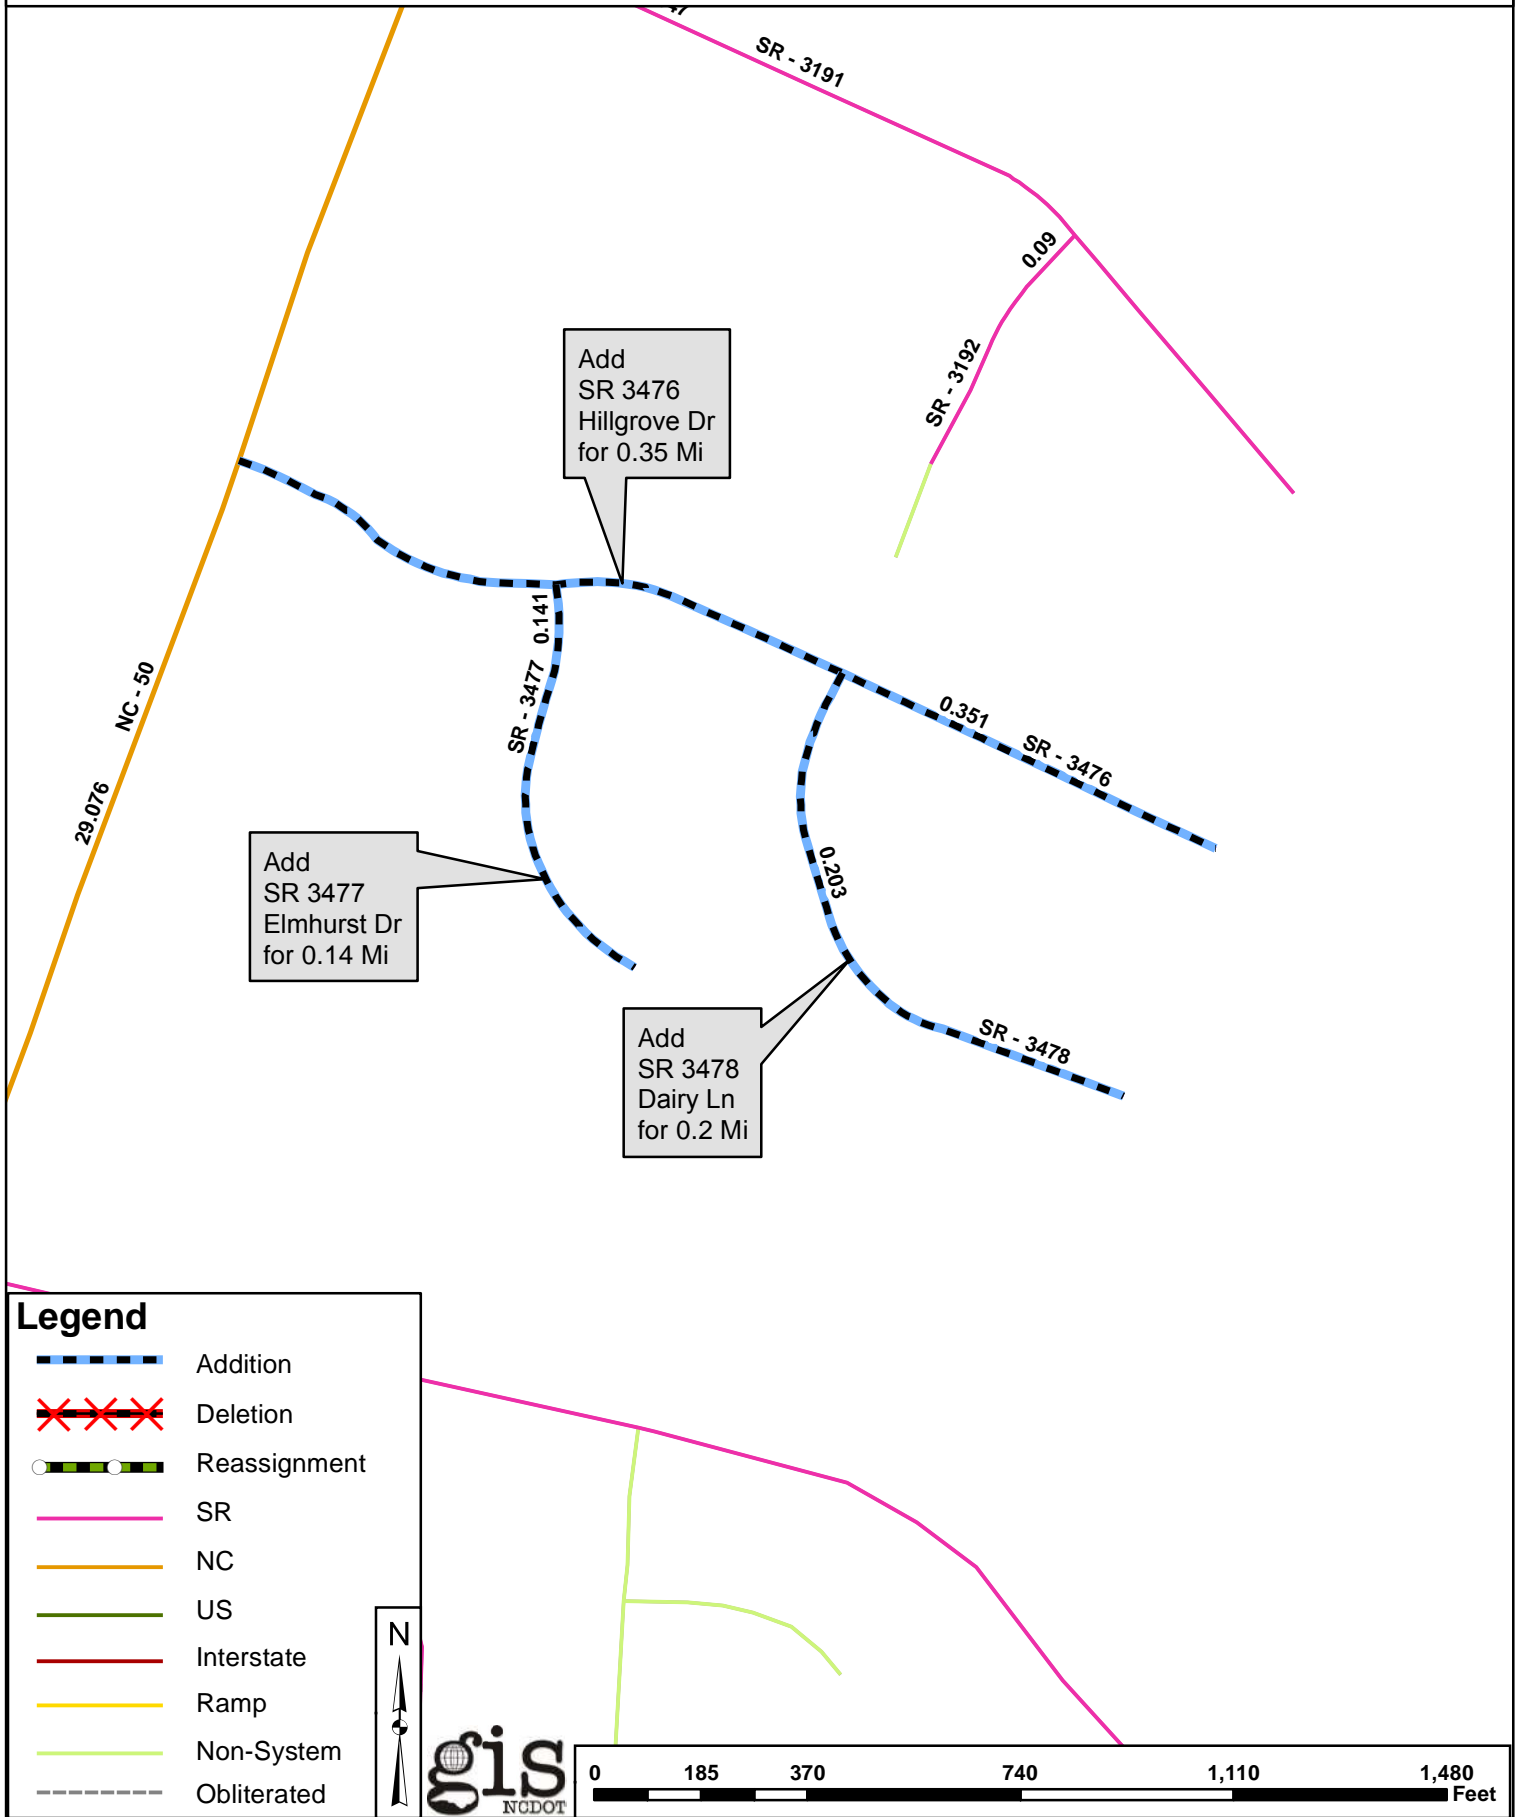 SR - 3191
0.09
SR - 3192
Add
SR 3476
Hillgrove Dr
for 0.35 Mi
NC - 50
29.076
0.141
SR - 3477
0.351
SR - 3476
0.203
Add
SR 3477
Elmhurst Dr
for 0.14 Mi
Add
SR 3478
Dairy Ln
for 0.2 Mi
SR - 3478
Legend
Addition
Deletion
Reassignment
SR
NC
US
Interstate
Ramp
Non-System
Obliterated
N
gis
NCDOT
0 185 370 740 1,110 1,480
Feet